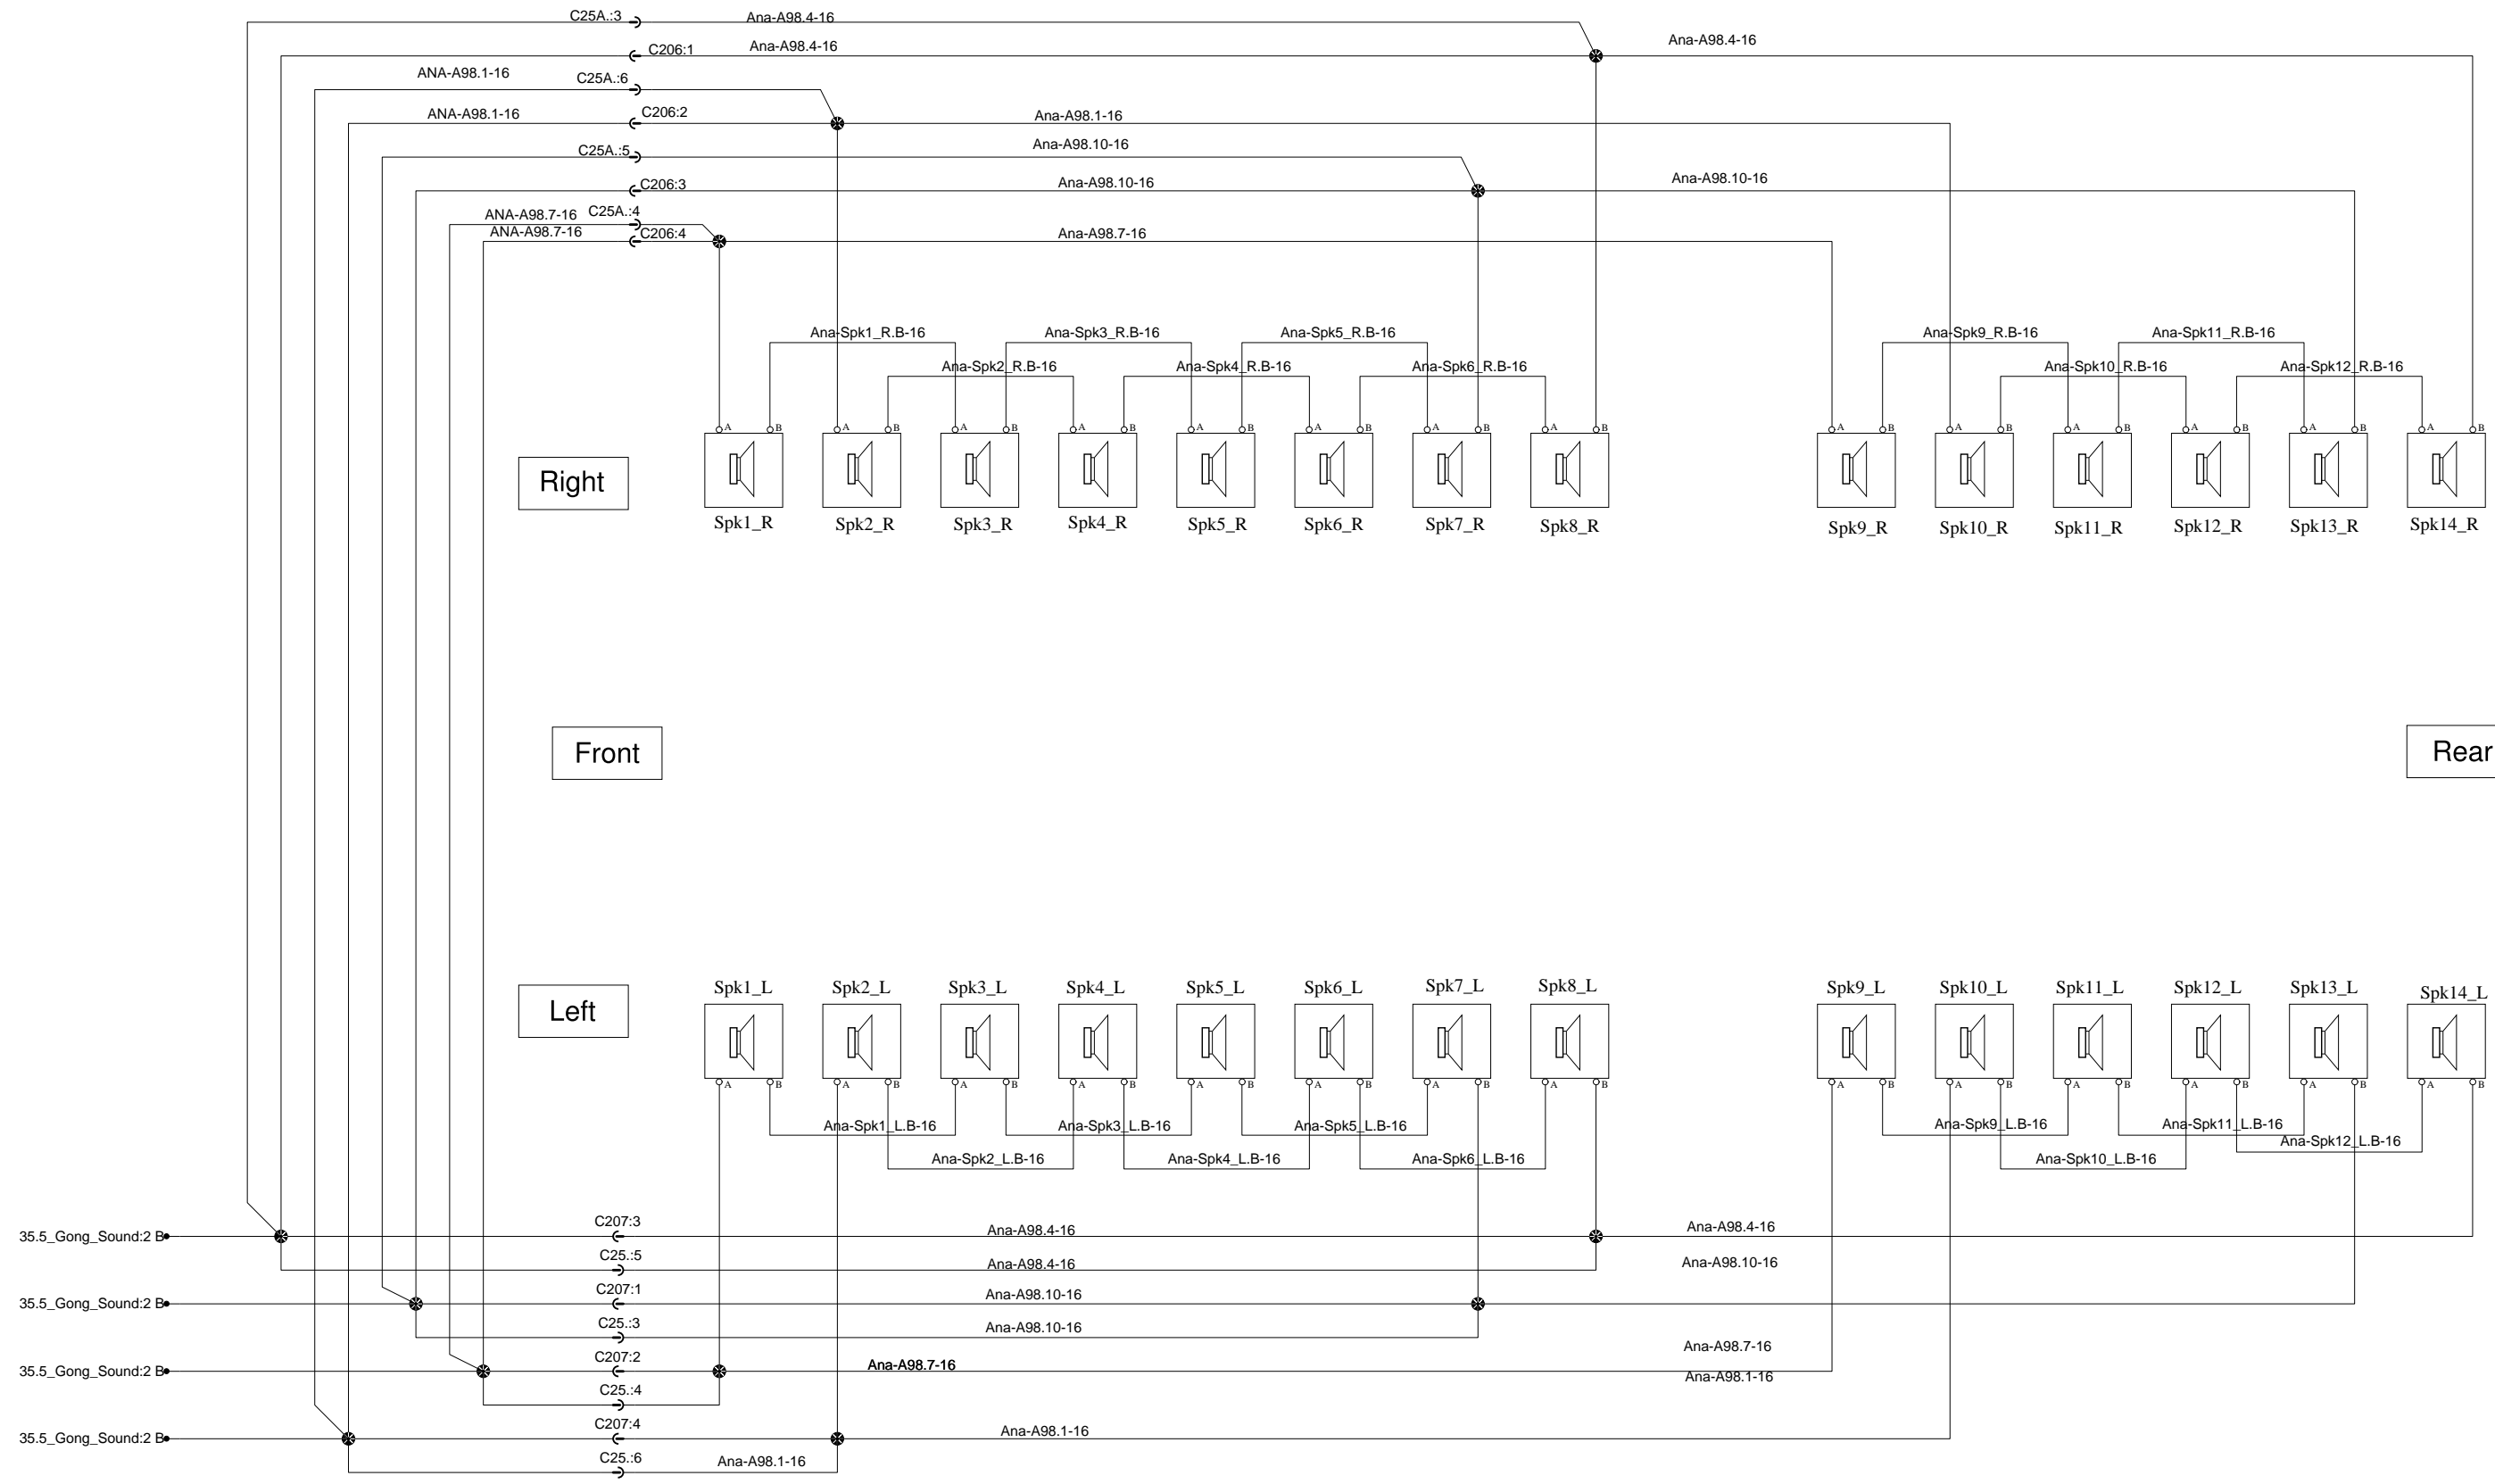 C25A.:3
Ana-A98.4-16
C206:1
Ana-A98.4-16
Ana-A98.4-16
ANA-A98.1-16
C25A.:6
ANA-A98.1-16
C206:2
Ana-A98.1-16
C25A.:5
Ana-A98.10-16
C206:3
Ana-A98.10-16
Ana-A98.10-16
ANA-A98.7-16
C25A.:4
ANA-A98.7-16
C206:4
Ana-A98.7-16
Ana-Spk1_R.B-16
Ana-Spk3_R.B-16
Ana-Spk5_R.B-16
Ana-Spk9_R.B-16
Ana-Spk11_R.B-16
Ana-Spk2_R.B-16
Ana-Spk4_R.B-16
Ana-Spk6_R.B-16
Ana-Spk10_R.B-16
Ana-Spk12_R.B-16
A B A B A B A B A B A B A B A B A B A B A B A B A B A B
Right
Spk1_R
Spk2_R
Spk3_R
Spk4_R
Spk5_R
Spk6_R
Spk7_R
Spk8_R
Spk9_R
Spk10_R
Spk11_R
Spk12_R
Spk13_R
Spk14_R
Front
Rear
Left
Spk1_L
Spk2_L
Spk3_L
Spk4_L
Spk5_L
Spk6_L
Spk7_L
Spk8_L
Spk9_L
Spk10_L
Spk11_L
Spk12_L
Spk13_L
Spk14_L
A B A B A B A B A B A B A B A B A B A B A B A B A B A B
Ana-Spk1_L.B-16
Ana-Spk3_L.B-16
Ana-Spk5_L.B-16
Ana-Spk9_L.B-16
Ana-Spk11_L.B-16
Ana-Spk12_L.B-16
Ana-Spk2_L.B-16
Ana-Spk4_L.B-16
Ana-Spk6_L.B-16
Ana-Spk10_L.B-16
35.5_Gong_Sound:2 B
C207:3
Ana-A98.4-16
Ana-A98.4-16
C25.:5
Ana-A98.4-16
Ana-A98.10-16
35.5_Gong_Sound:2 B
C207:1
Ana-A98.10-16
C25.:3
Ana-A98.10-16
Ana-A98.7-16
35.5_Gong_Sound:2 B
C207:2
Ana-A98.7-16
Ana-A98.1-16
C25.:4
35.5_Gong_Sound:2 B
C207:4
Ana-A98.1-16
C25.:6
Ana-A98.1-16